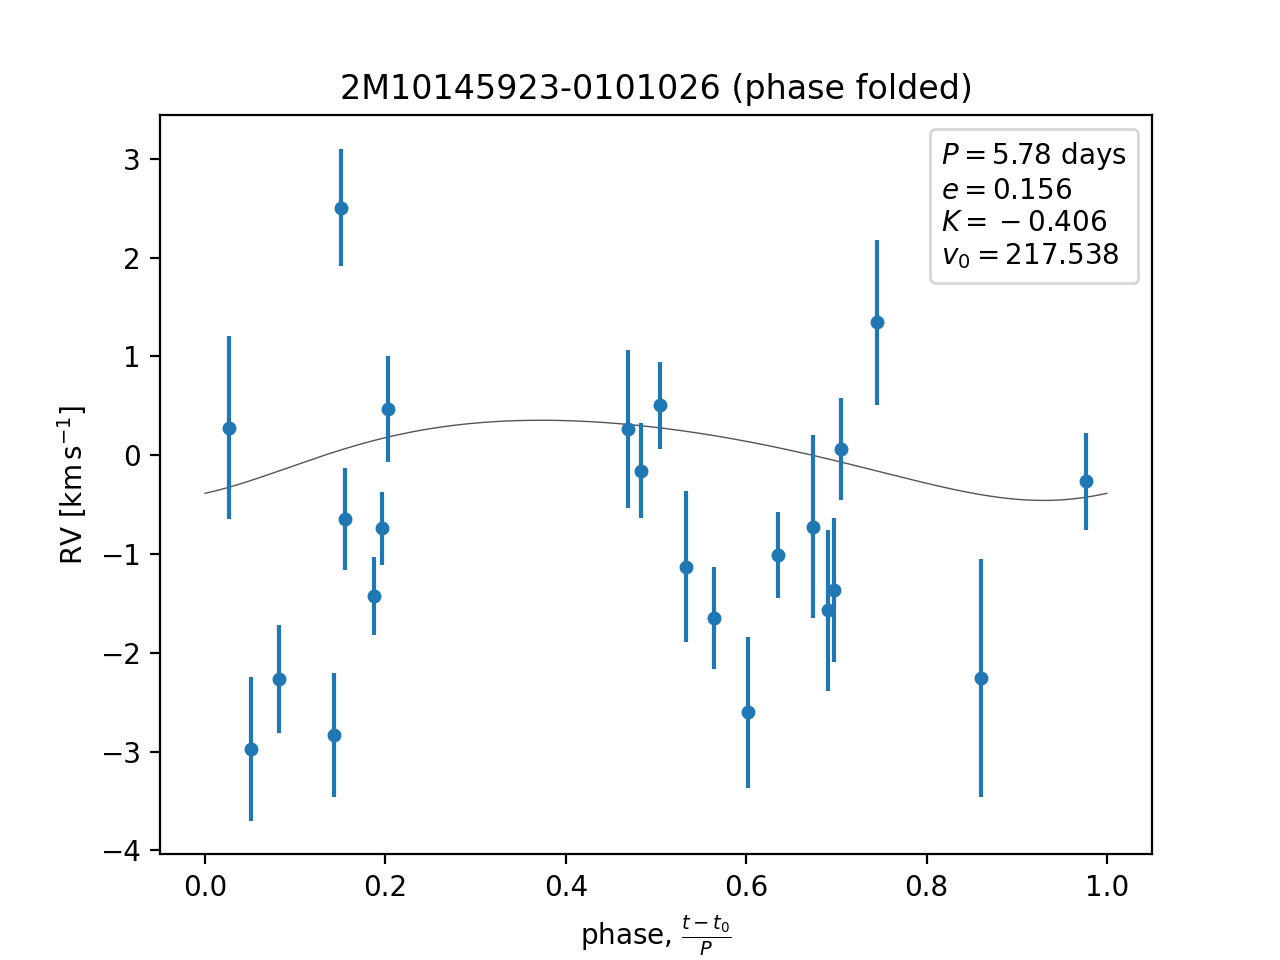 2M10145923-0101026 (phase folded)
P = 5.78 days
e = 0.156
K = −0.406
v₀ = 217.538
RV [km s⁻¹]
3
2
1
0
−1
−2
−3
−4
0.0 0.2 0.4 0.6 0.8 1.0
phase, (t − t₀)/P